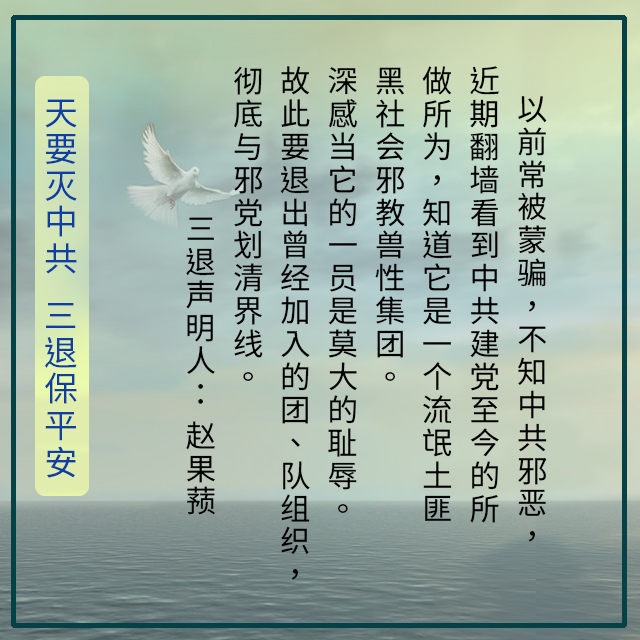 以前常被蒙骗，不知中共邪恶，
近期翻墙看到中共建党至今的所
做所为，知道它是一个流氓土匪
黑社会邪教兽性集团。
深感当它的一员是莫大的耻辱。
故此要退出曾经加入的团、队组织，
彻底与邪党划清界线。
三退声明人：赵果蓣
天要灭中共 三退保平安